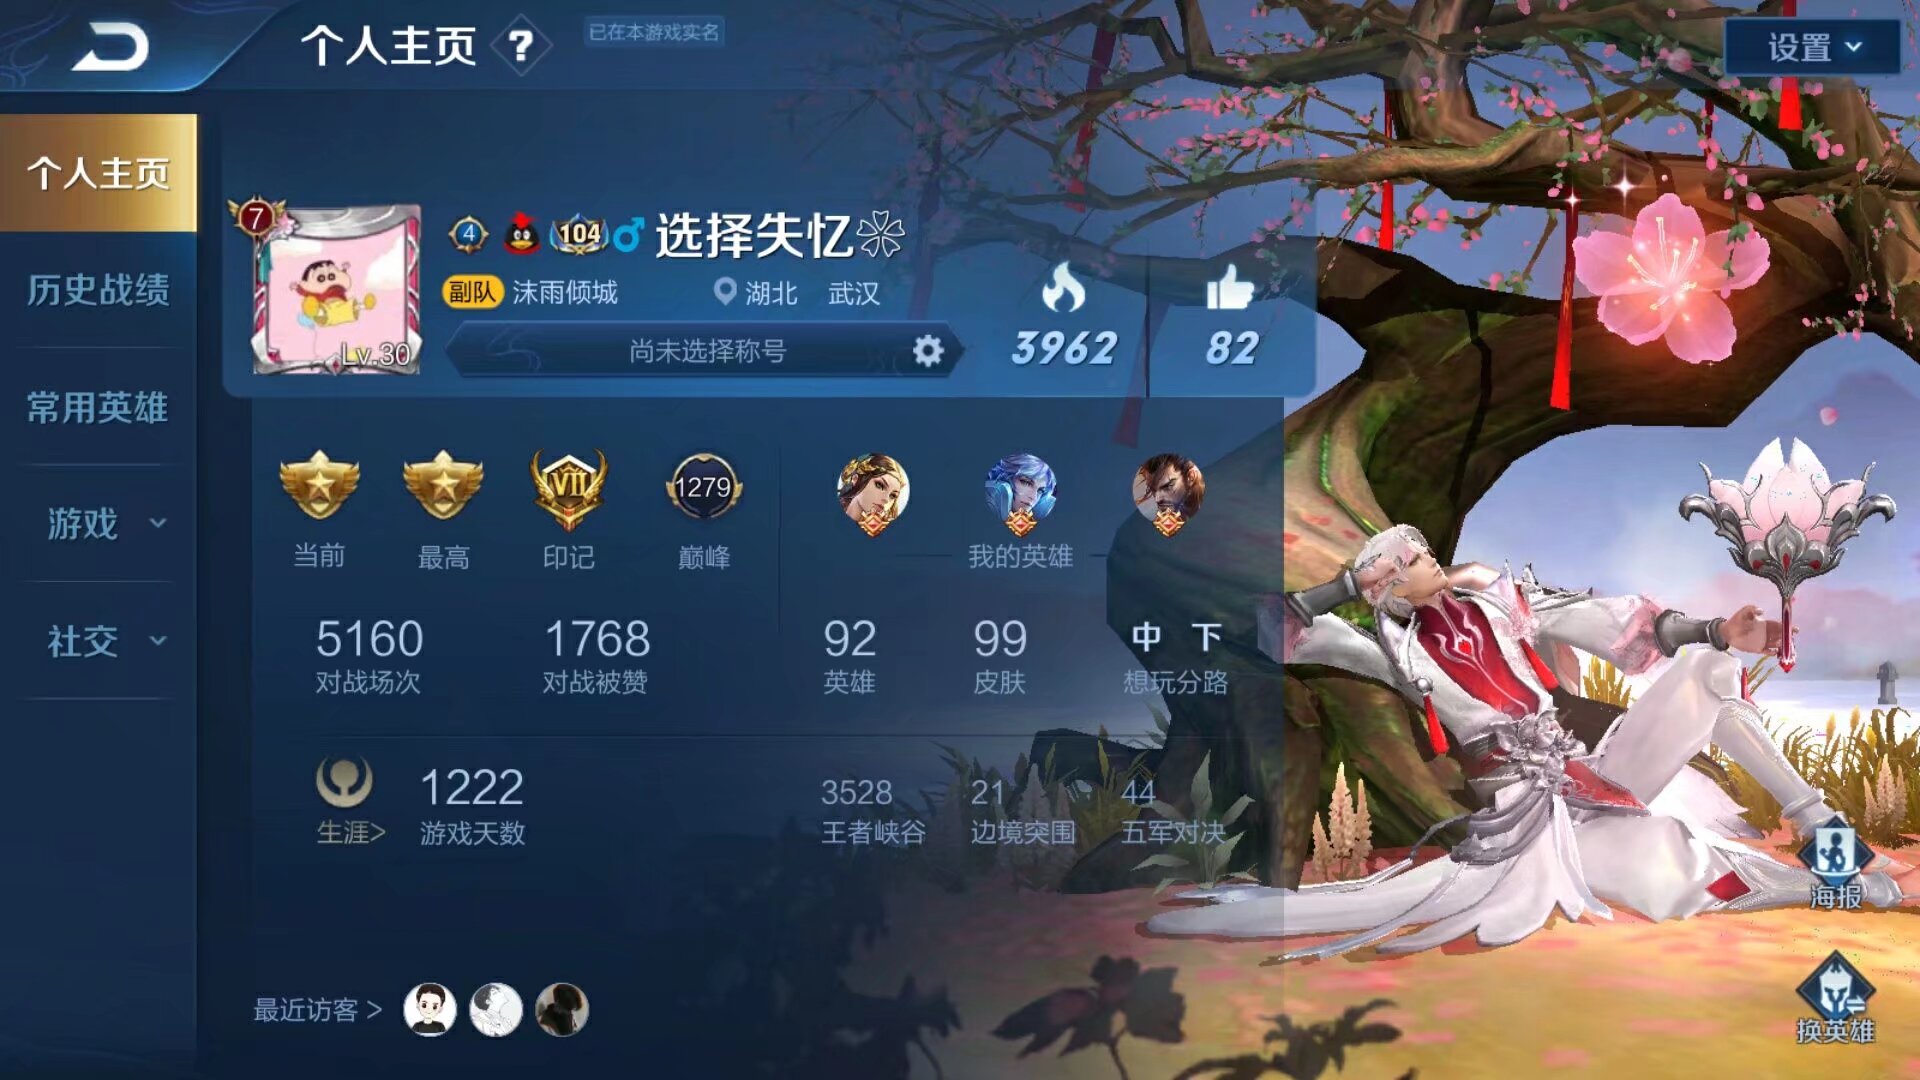 个人主页 ?
已在本游戏实名
设置
个人主页
历史战绩
常用英雄
游戏
社交
7
Lv.30
4 104 选择失忆
副队 沫雨倾城 湖北 武汉
尚未选择称号
3962 82
VII 1279
当前 最高 印记 巅峰 我的英雄
5160 1768 92 99 中 下
对战场次 对战被赞 英雄 皮肤 想玩分路
1222 3528 21 44
生涯> 游戏天数 王者峡谷 边境突围 五军对决
海报
最近访客 >
换英雄